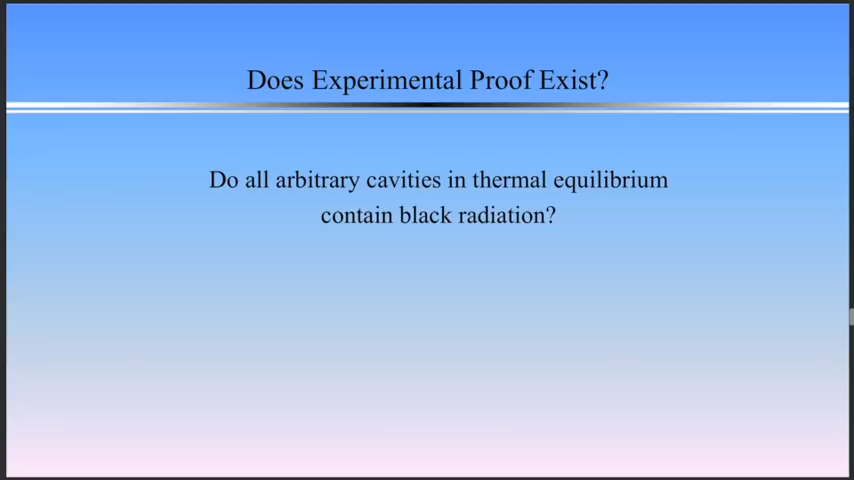 Does Experimental Proof Exist?
Do all arbitrary cavities in thermal equilibrium
contain black radiation?